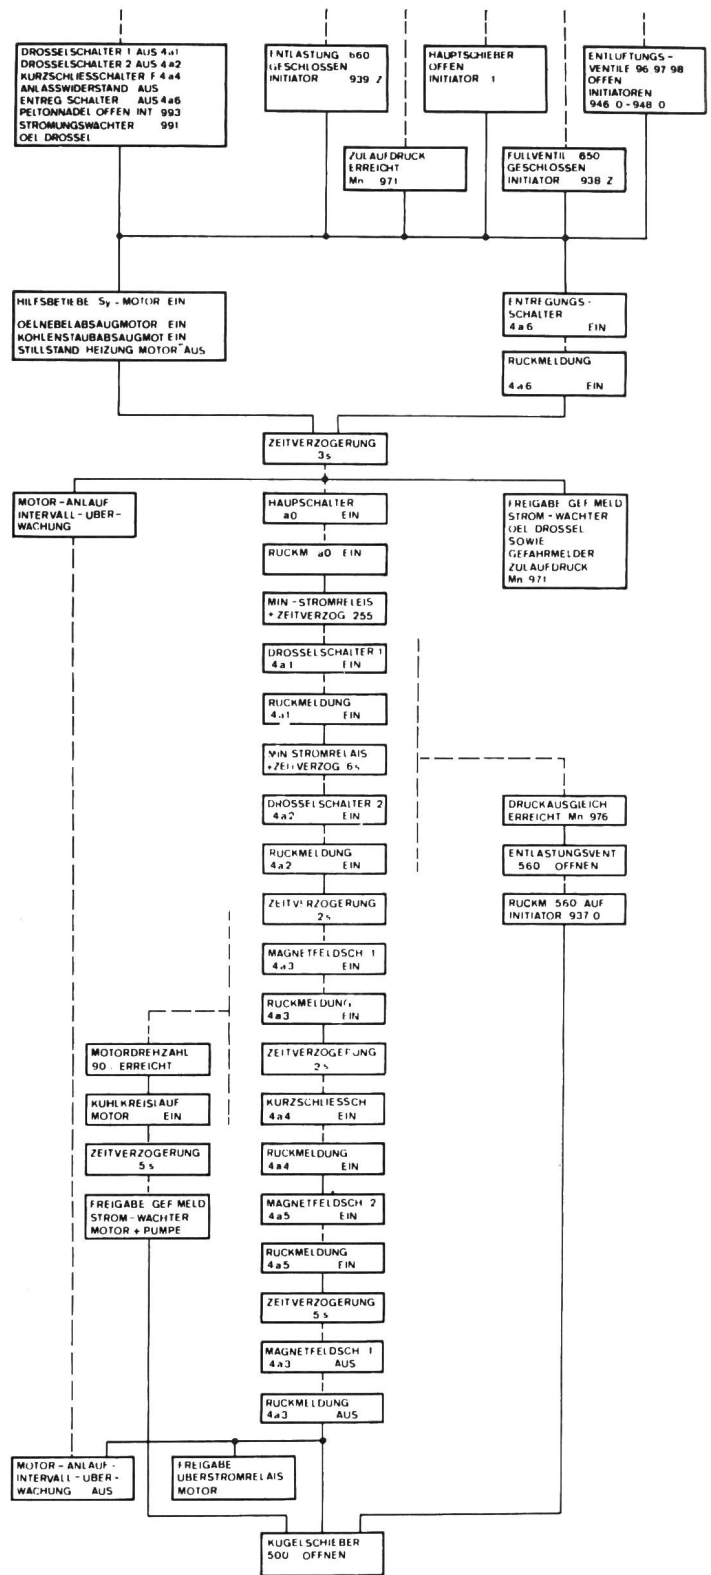 DROSSELSCHALTER 1 AUS 4a1
DROSSELSCHALTER 2 AUS 4a2
KURZSCHLIESSCHALTER F 4a4
ANLASSWIDERSTAND AUS
ENTREG SCHALTER AUS 4a6
PELTONNADEL OFFEN INT 993
STROMUNGSWACHTER 991
OEL DROSSEL
ENTLASTUNG 660
GESCHLOSSEN
INITIATOR 939 Z
HAUPTSCHIEBER
OFFEN
INITIATOR 1
ENTLUFTUNGS-
VENTILE 96 97 98
OFFEN
INITIATOREN
946 O - 948 O
ZULAUFDRUCK
ERREICHT
Mn 971
FULLVENTIL 650
GESCHLOSSEN
INITIATOR 938 Z
HILFSBETIEBE Sy - MOTOR EIN
OELNEBELABSAUGMOTOR EIN
KOHLENSTAUBABSAUGMOT EIN
STILLSTAND HEIZUNG MOTOR AUS
ENTREGUNGS-
SCHALTER
4a6 EIN
RUCKMELDUNG
4a6 EIN
ZEITVERZOGERUNG
3s
MOTOR-ANLAUF
INTERVALL-UBER-
WACHUNG
HAUPSCHALTER
a0 EIN
FREIGABE GEF MELD
STROM-WACHTER
OEL DROSSEL
SOWIE
GEFAHRMELDER
ZULAUFDRUCK
Mn 971
RUCKM a0 EIN
MIN-STROMRELEIS
+ ZEITVERZOG 255
DROSSELSCHALTER 1
4a1 EIN
RUCKMELDUNG
4a1 EIN
MIN STROMRELAIS
+ZEITVERZOG 6s
DROSSELSCHALTER 2
4a2 EIN
DRUCKAUSGLEICH
ERREICHT Mn 976
RUCKMELDUNG
4a2 EIN
ENTLASTUNGSVENT
560 OFFNEN
ZEITVERZOGERUNG
2s
RUCKM 560 AUF
INITIATOR 937 O
MAGNETFELDSCH 1
4a3 EIN
RUCKMELDUNG
4a3 EIN
MOTORDREHZAHL
90. ERREICHT
ZEITVERZOGERUNG
2s
KUHLKREISLAUF
MOTOR EIN
KURZSCHLIESSCH
4a4 EIN
ZEITVERZOGERUNG
5s
RUCKMELDUNG
4a4 EIN
FREIGABE GEF MELD
STROM-WACHTER
MOTOR + PUMPE
MAGNETFELDSCH 2
4a5 EIN
RUCKMELDUNG
4a5 EIN
ZEITVERZOGERUNG
5s
MAGNETFELDSCH 1
4a3 AUS
RUCKMELDUNG
4a3 AUS
MOTOR-ANLAUF-
INTERVALL-UBER-
WACHUNG AUS
FREIGABE
UBERSTROMRELAIS
MOTOR
KUGELSCHIEBER
500 OFFNEN